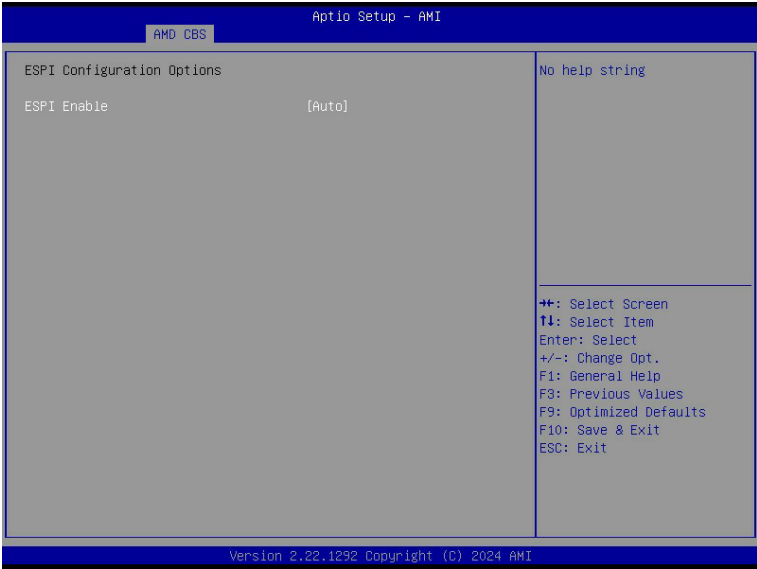 Aptio Setup – AMI
AMD CBS
ESPI Configuration Options
ESPI Enable [Auto]
No help string
→←: Select Screen
↑↓: Select Item
Enter: Select
+/-: Change Opt.
F1: General Help
F3: Previous Values
F9: Optimized Defaults
F10: Save & Exit
ESC: Exit
Version 2.22.1292 Copyright (C) 2024 AMI